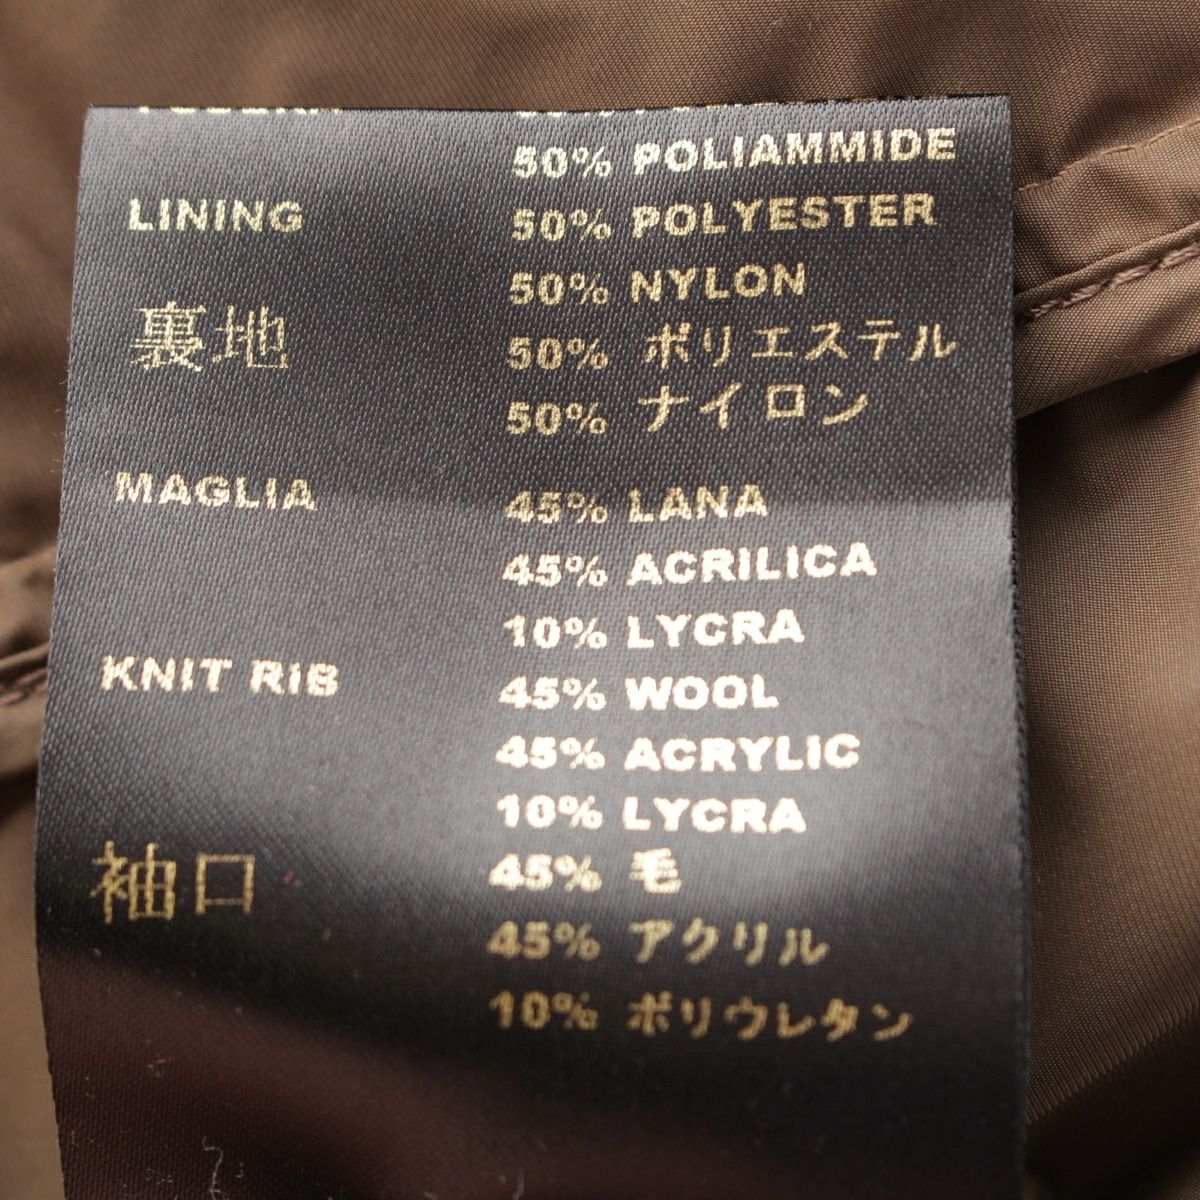 50% POLIAMMIDE
LINING 50% POLYESTER
50% NYLON
裏地 50% ポリエステル
50% ナイロン
MAGLIA 45% LANA
45% ACRILICA
10% LYCRA
KNIT RIB 45% WOOL
45% ACRYLIC
10% LYCRA
袖口 45% 毛
45% アクリル
10% ポリウレタン